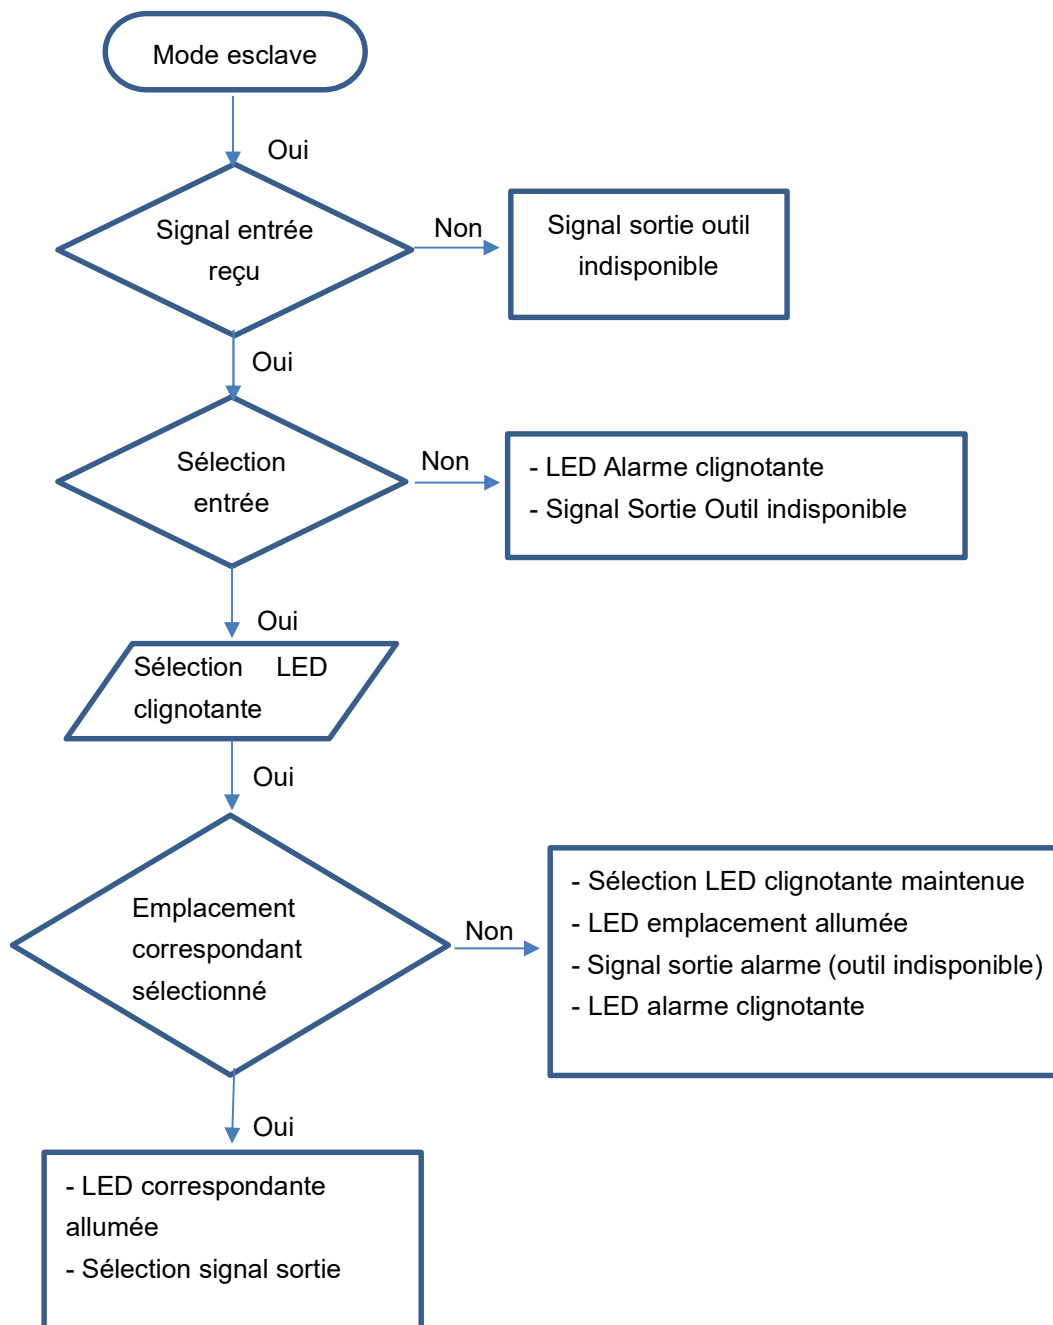 Mode esclave
Oui
Signal entrée
reçu
Non
Signal sortie outil
indisponible
Oui
Sélection
entrée
Non
- LED Alarme clignotante
- Signal Sortie Outil indisponible
Oui
Sélection LED
clignotante
Oui
Emplacement
correspondant
sélectionné
Non
- Sélection LED clignotante maintenue
- LED emplacement allumée
- Signal sortie alarme (outil indisponible)
- LED alarme clignotante
Oui
- LED correspondante
allumée
- Sélection signal sortie